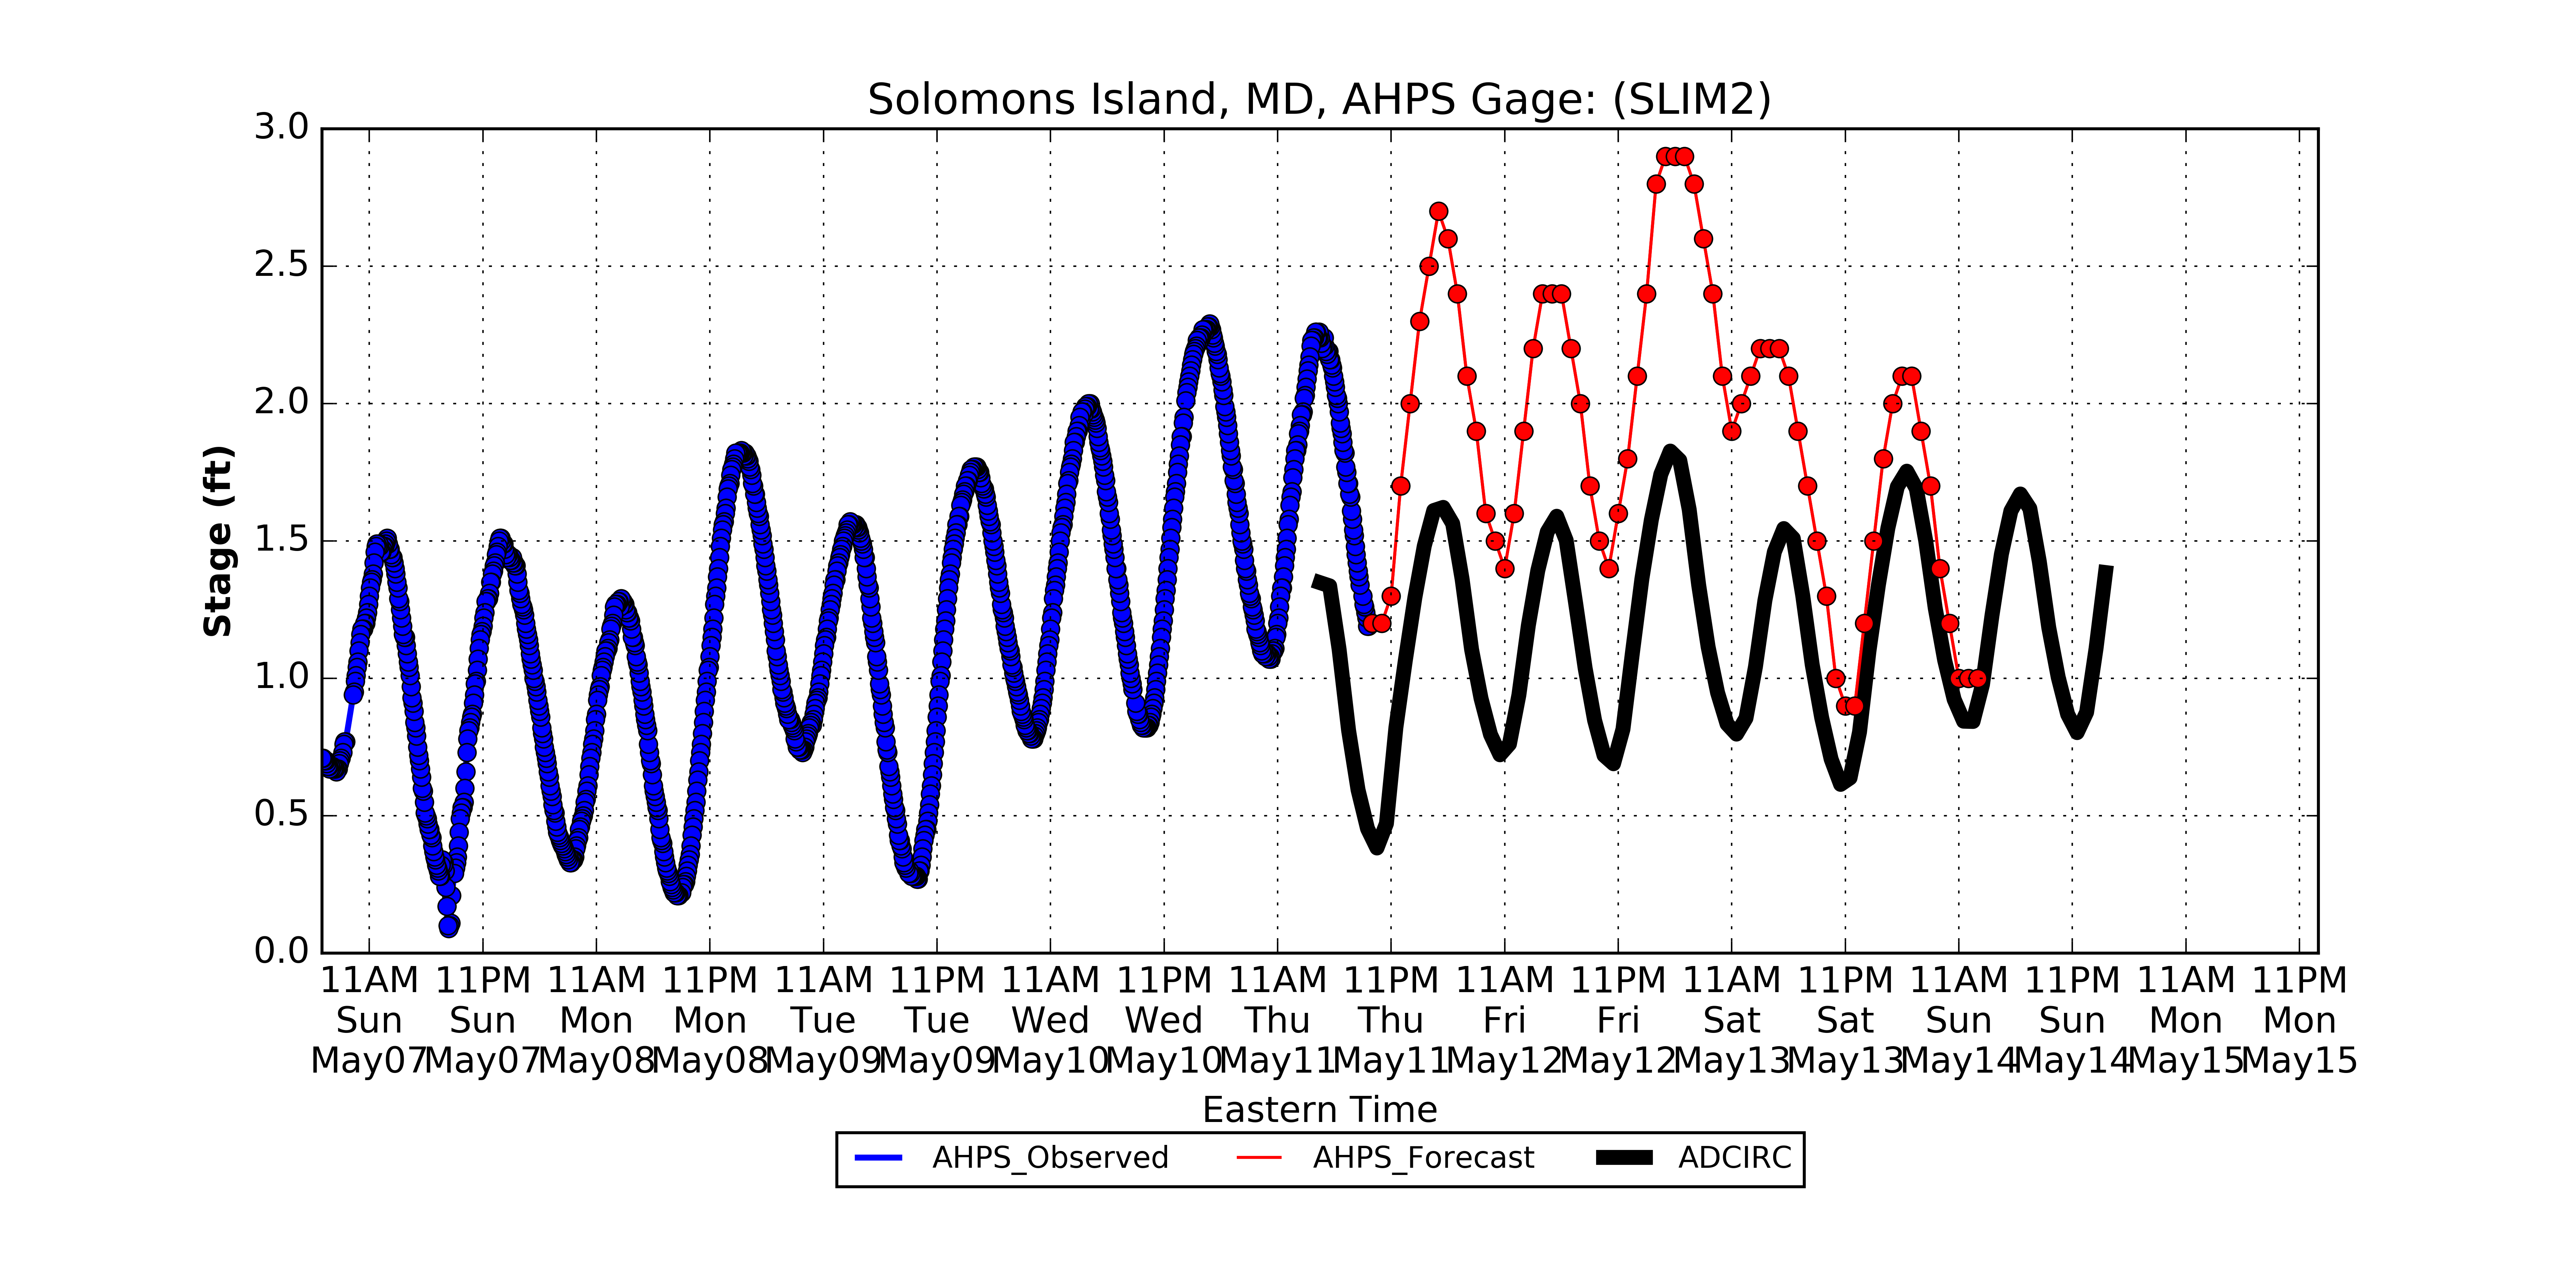 Solomons Island, MD, AHPS Gage: (SLIM2)
3.0
2.5
2.0
1.5
1.0
0.5
0.0
Stage (ft)
11AM 11PM 11AM 11PM 11AM 11PM 11AM 11PM 11AM 11PM 11AM 11PM 11AM 11PM 11AM 11PM 11AM 11PM
Sun Sun Mon Mon Tue Tue Wed Wed Thu Thu Fri Fri Sat Sat Sun Sun Mon Mon
May07 May07 May08 May08 May09 May09 May10 May10 May11 May11 May12 May12 May13 May13 May14 May14 May15 May15
Eastern Time
AHPS_Observed AHPS_Forecast ADCIRC